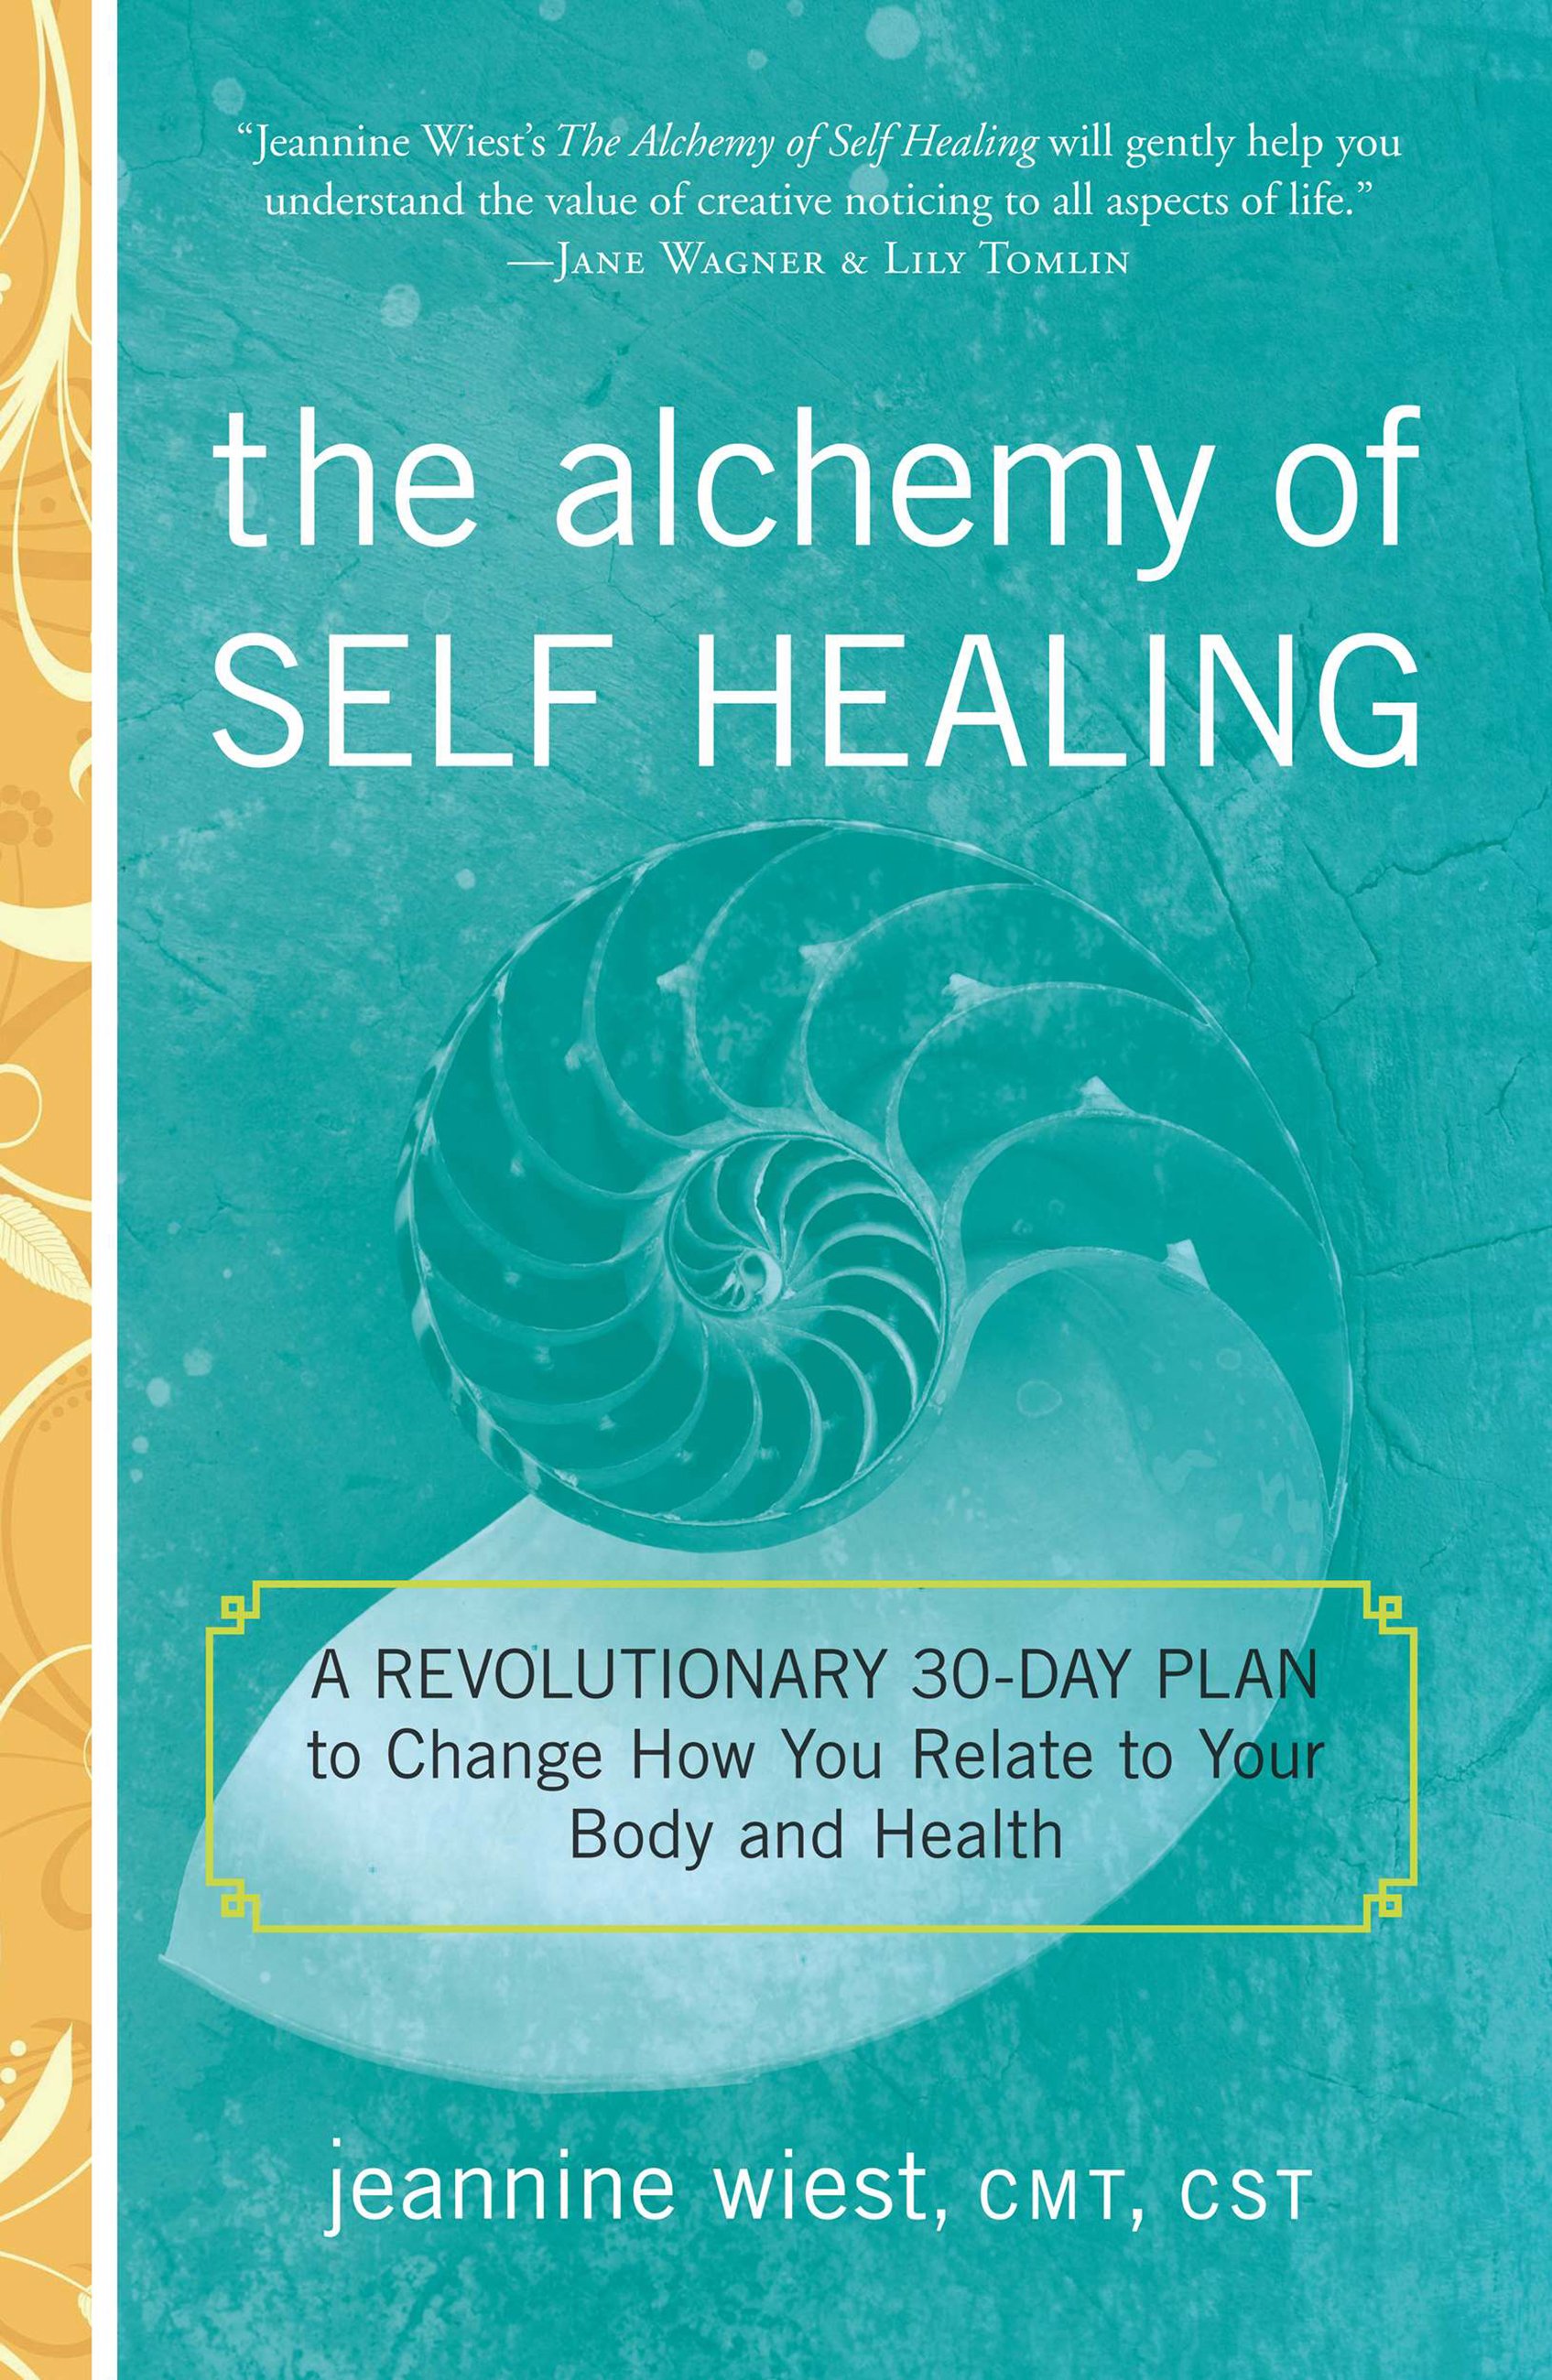 “Jeannine Wiest’s The Alchemy of Self Healing will gently help you
understand the value of creative noticing to all aspects of life.”
—Jane Wagner & Lily Tomlin
the alchemy of
SELF HEALING
A REVOLUTIONARY 30-DAY PLAN
to Change How You Relate to Your
Body and Health
jeannine wiest, CMT, CST